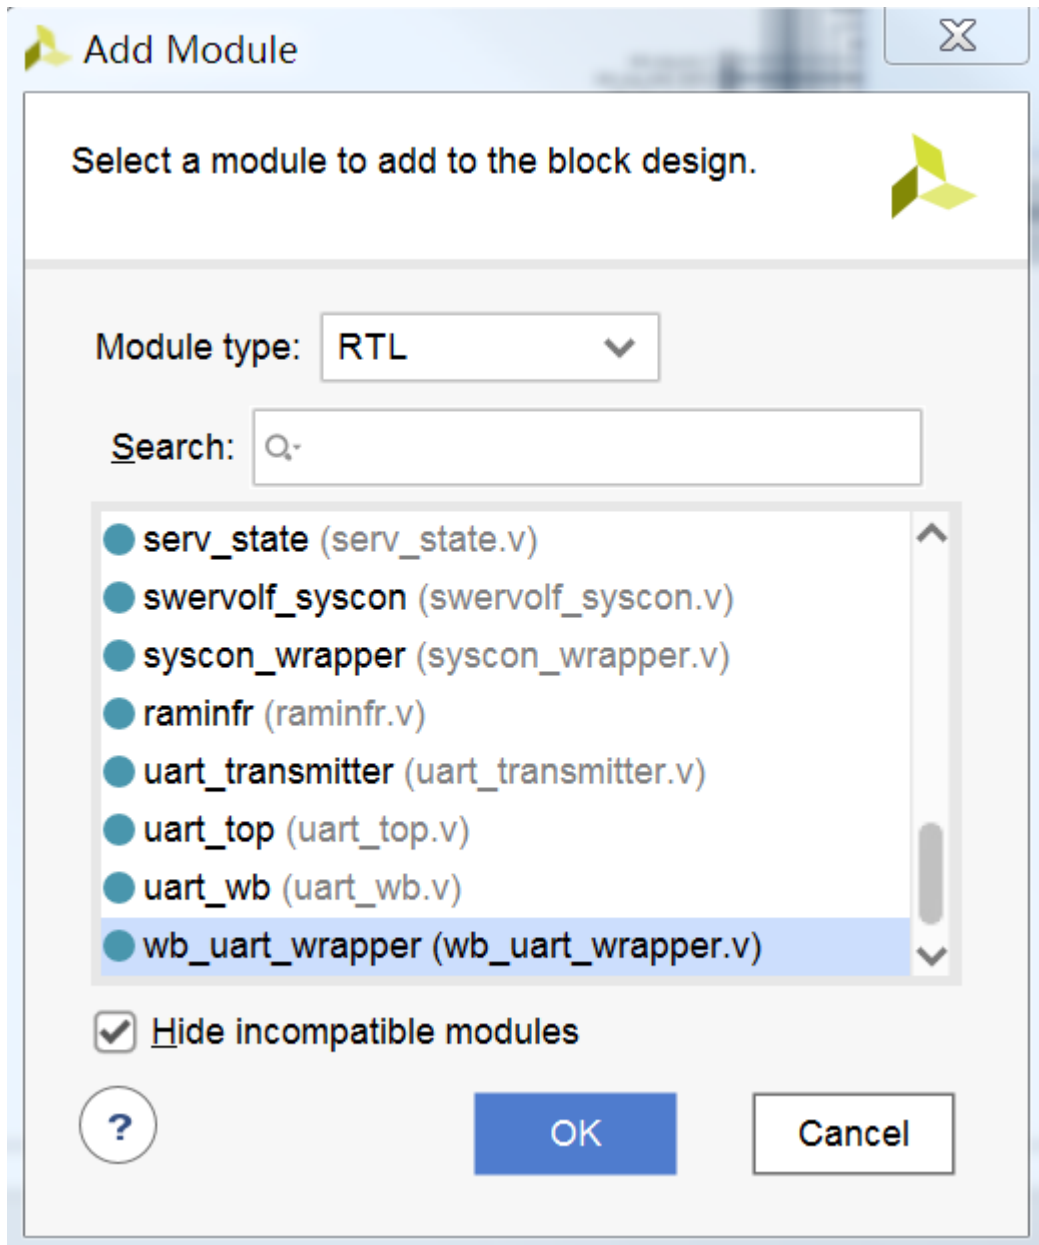 Add Module
Select a module to add to the block design.
Module type: RTL
Search:
serv_state (serv_state.v)
swervolf_syscon (swervolf_syscon.v)
syscon_wrapper (syscon_wrapper.v)
raminfr (raminfr.v)
uart_transmitter (uart_transmitter.v)
uart_top (uart_top.v)
uart_wb (uart_wb.v)
wb_uart_wrapper (wb_uart_wrapper.v)
Hide incompatible modules
? OK Cancel